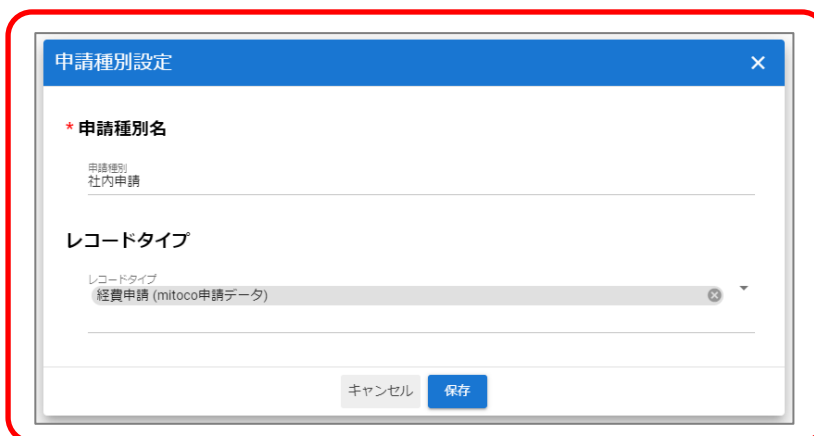 申請種別設定
* 申請種別名
申請種別
社内申請
レコードタイプ
レコードタイプ
経費申請 (mitoco申請データ)
キャンセル 保存